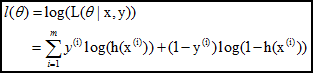 l(θ) = log(L(θ | x, y))
= ∑_{i=1}^{m} y^{(i)} log(h(x^{(i)})) + (1 − y^{(i)}) log(1 − h(x^{(i)}))